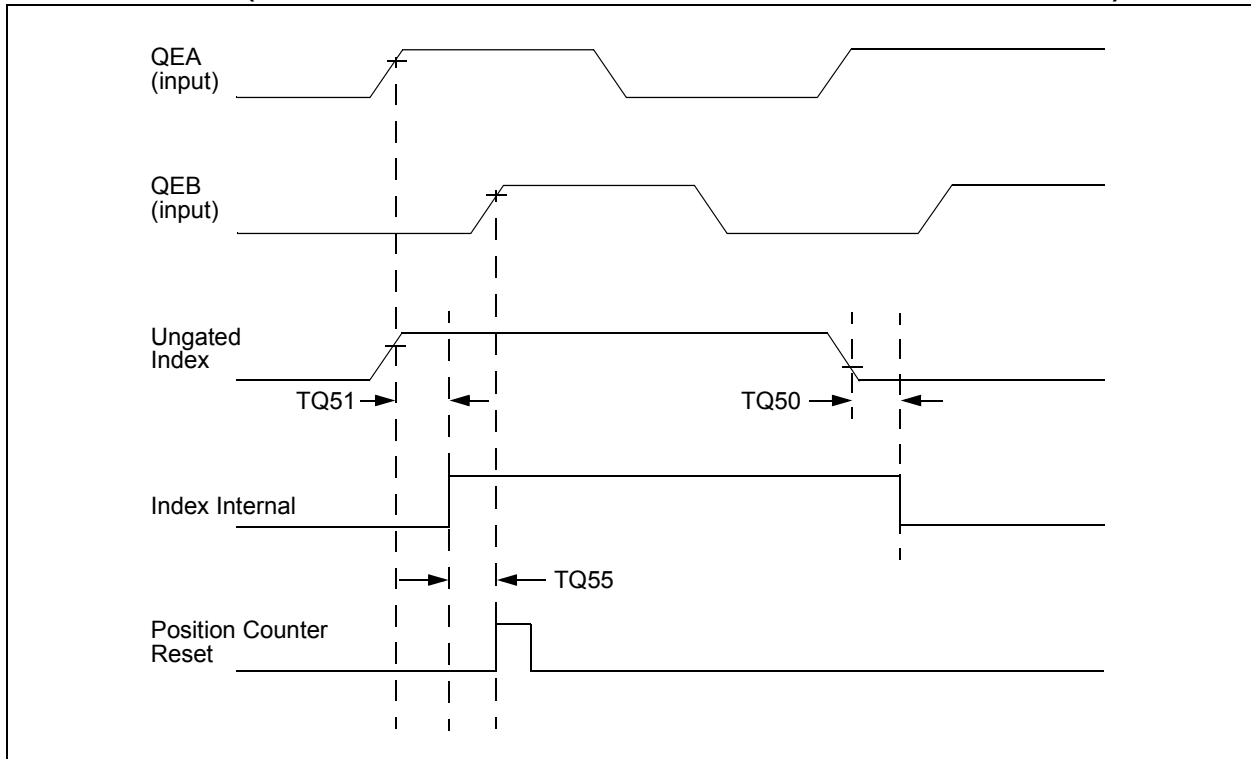 QEA
(input)
QEB
(input)
Ungated
Index
TQ51
TQ50
Index Internal
TQ55
Position Counter
Reset